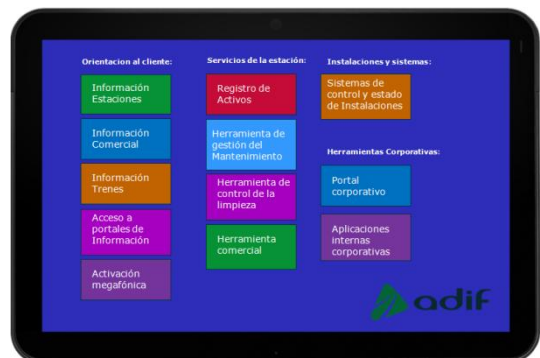 Orientacion al cliente:
Información
Estaciones
Información
Comercial
Información
Trenes
Acceso a
portales de
Información
Activación
megafónica
Servicios de la estación:
Registro de
Activos
Herramienta de
gestión del
Mantenimiento
Herramienta de
control de la
limpieza
Herramienta
comercial
Instalaciones y sistemas:
Sistemas de
control y estado
de Instalaciones
Herramientas Corporativas:
Portal
corporativo
Aplicaciones
internas
corporativas
adif